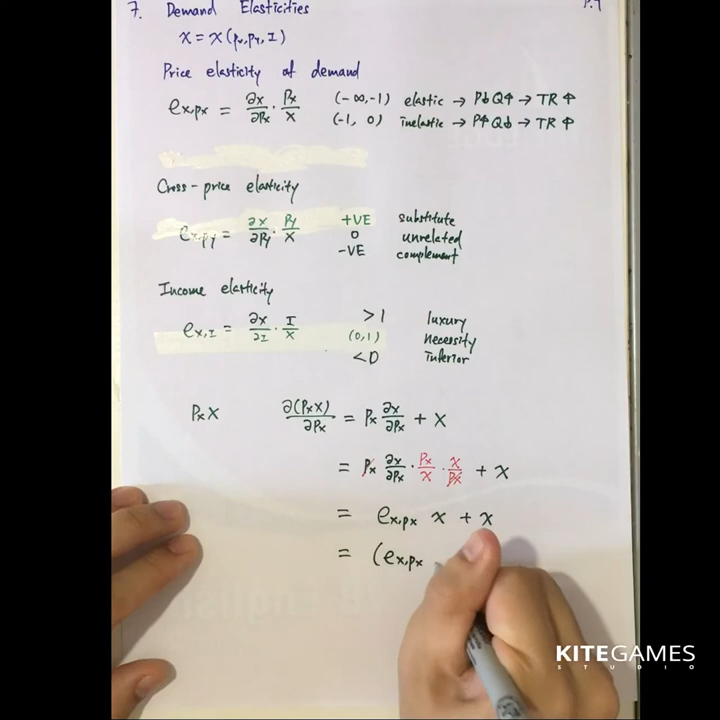 7. Demand Elasticities
x = x(Px, Py, I)
Price elasticity of demand
ex,px = ∂x/∂Px · Px/x (-∞,-1) elastic → P↓ Q↑ → TR ↑
(-1, 0) inelastic → P↑ Q↓ → TR ↑
Cross-price elasticity
ex,py = ∂x/∂Py · Py/x +VE substitute
0 unrelated
-VE complement
Income elasticity
ex,I = ∂x/∂I · I/x >1 luxury
(0,1) necessity
<0 inferior
Pxx ∂(Pxx)/∂Px = Px ∂x/∂Px + x
= Px ∂x/∂Px · Px/x · x/Px + x
= ex,px x + x
= (ex,px
KITEGAMES
STUDIO